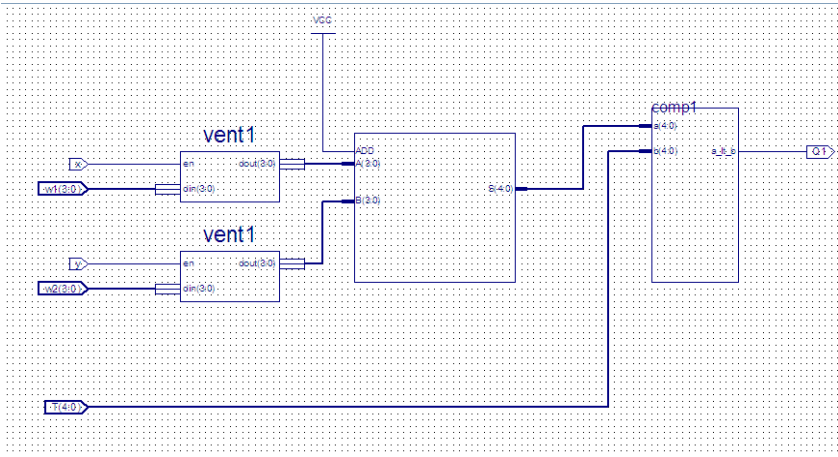 VCC
comp1
vent1
a(4:0)
ADD
b(4:0)
a_lt_b
Q1
x
en
dout(3:0)
A(3:0)
w1(3:0)
din(3:0)
S(4:0)
B(3:0)
vent1
y
en
dout(3:0)
w2(3:0)
din(3:0)
T(4:0)